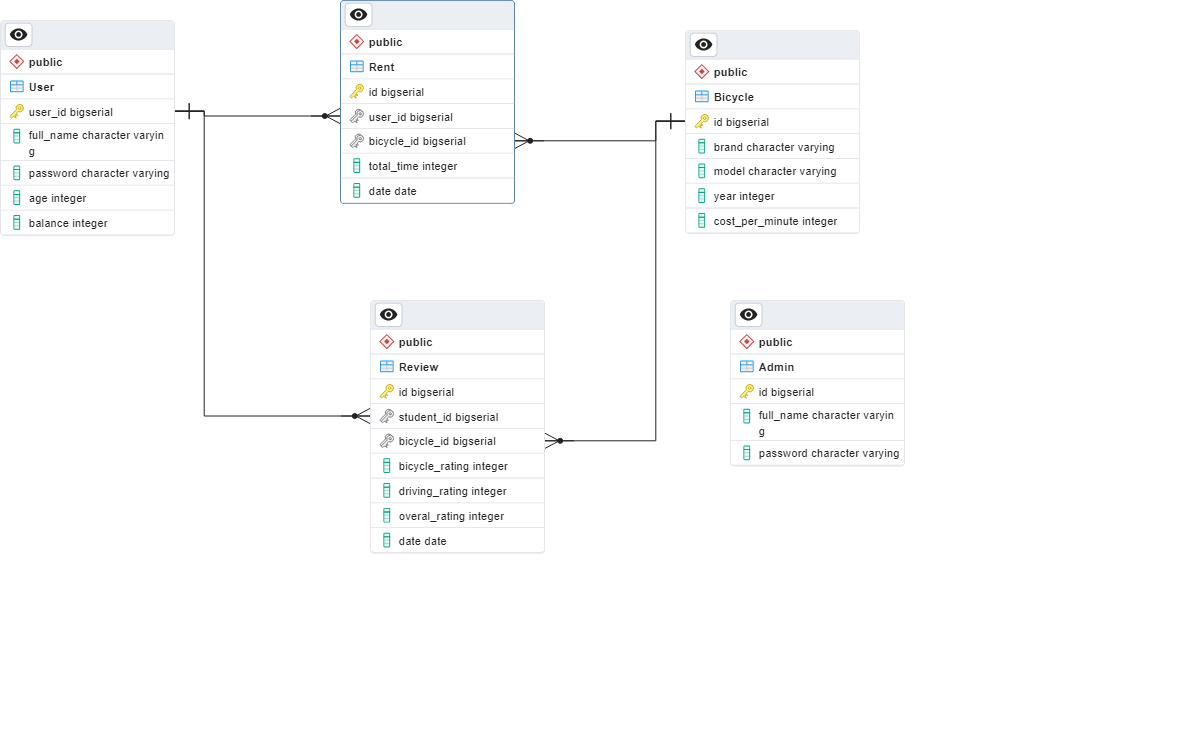 public
User
user_id bigserial
full_name character varyin
g
password character varying
age integer
balance integer
public
Rent
id bigserial
user_id bigserial
bicycle_id bigserial
total_time integer
date date
public
Bicycle
id bigserial
brand character varying
model character varying
year integer
cost_per_minute integer
public
Review
id bigserial
student_id bigserial
bicycle_id bigserial
bicycle_rating integer
driving_rating integer
overal_rating integer
date date
public
Admin
id bigserial
full_name character varyin
g
password character varying